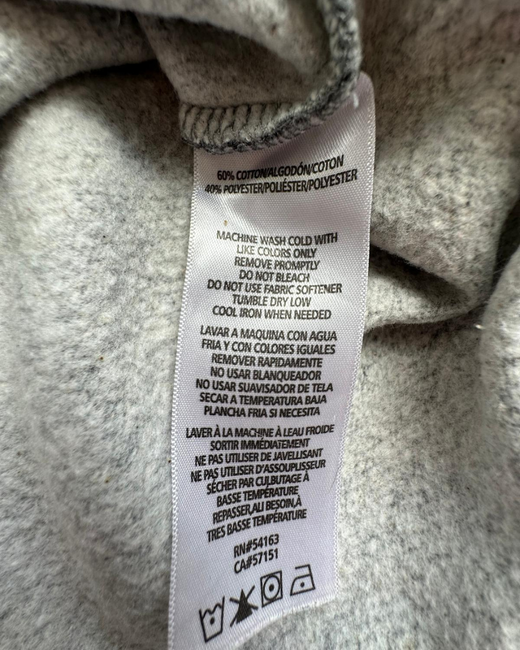 60% COTTON/ALGODÓN/COTON
40% POLYESTER/POLIÉSTER/POLYESTER
MACHINE WASH COLD WITH
LIKE COLORS ONLY
REMOVE PROMPTLY
DO NOT BLEACH
DO NOT USE FABRIC SOFTENER
TUMBLE DRY LOW
COOL IRON WHEN NEEDED
LAVAR A MAQUINA CON AGUA
FRIA Y CON COLORES IGUALES
REMOVER RAPIDAMENTE
NO USAR BLANQUEADOR
NO USAR SUAVISADOR DE TELA
SECAR A TEMPERATURA BAJA
PLANCHA FRIA SI NECESITA
LAVER À LA MACHINE À LEAU FROIDE
SORTIR IMMÉDIATEMENT
NE PAS UTILISER DE JAVELLISANT
NE PAS UTILISER D'ASSOUPLISSEUR
SÉCHER PAR CULBUTAGE À
BASSE TEMPÉRATURE
REPASSER,AU BESOIN,À
TRES BASSE TEMPÉRATURE
RN#54163
CA#57151